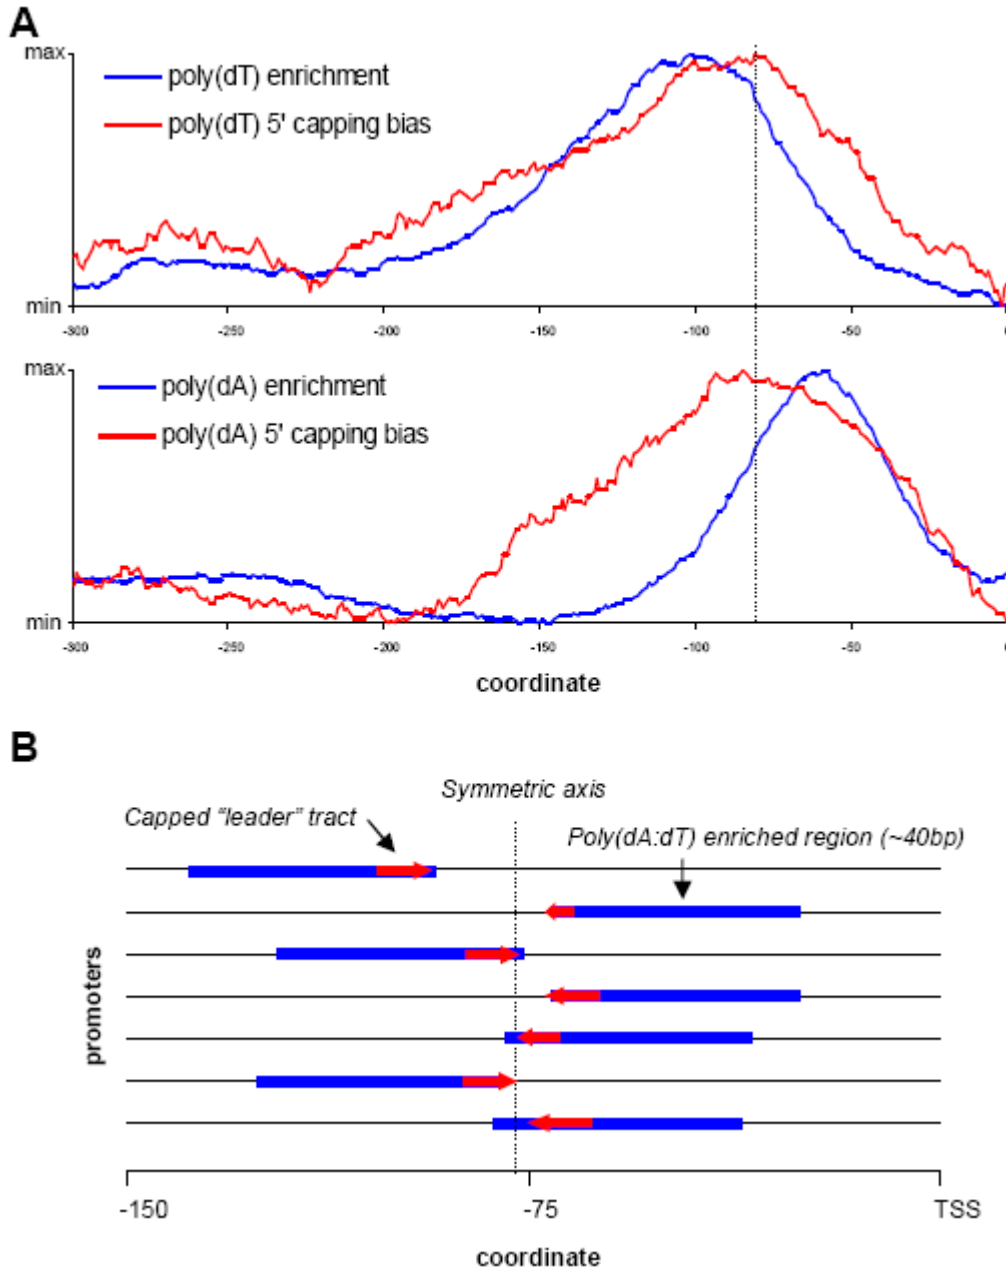 A
max
poly(dT) enrichment
poly(dT) 5' capping bias
min
-300 -250 -200 -150 -100 -50
max
poly(dA) enrichment
poly(dA) 5' capping bias
min
-300 -250 -200 -150 -100 -50
coordinate
B
Symmetric axis
Capped "leader" tract
Poly(dA:dT) enriched region (~40bp)
promoters
-150 -75 TSS
coordinate